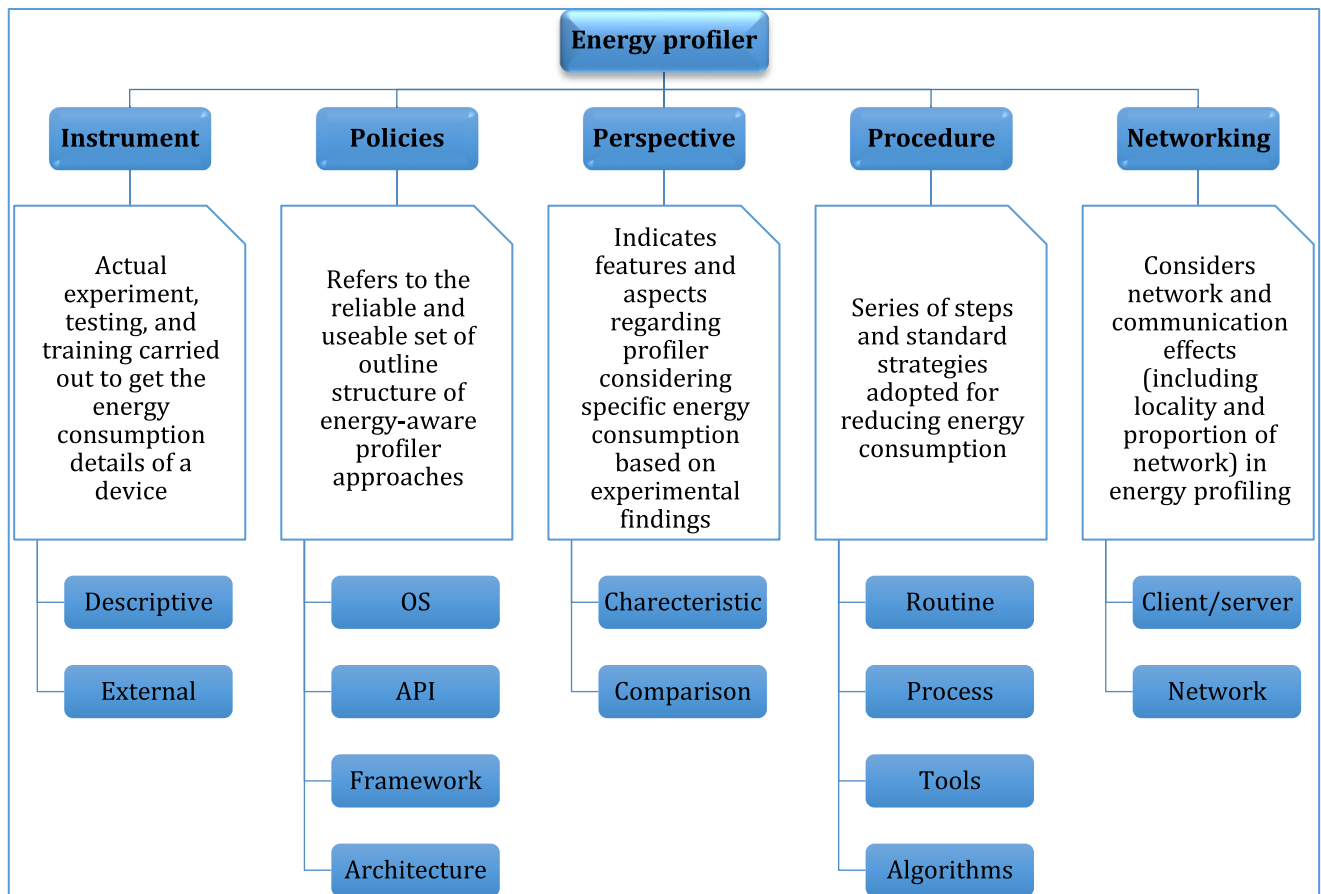 Energy profiler
Instrument
Policies
Perspective
Procedure
Networking
Actual
experiment,
testing, and
training carried
out to get the
energy
consumption
details of a
device
Refers to the
reliable and
useable set of
outline
structure of
energy-aware
profiler
approaches
Indicates
features and
aspects
regarding
profiler
considering
specific energy
consumption
based on
experimental
findings
Series of steps
and standard
strategies
adopted for
reducing energy
consumption
Considers
network and
communication
effects
(including
locality and
proportion of
network) in
energy profiling
Descriptive
External
OS
API
Framework
Architecture
Charecteristic
Comparison
Routine
Process
Tools
Algorithms
Client/server
Network